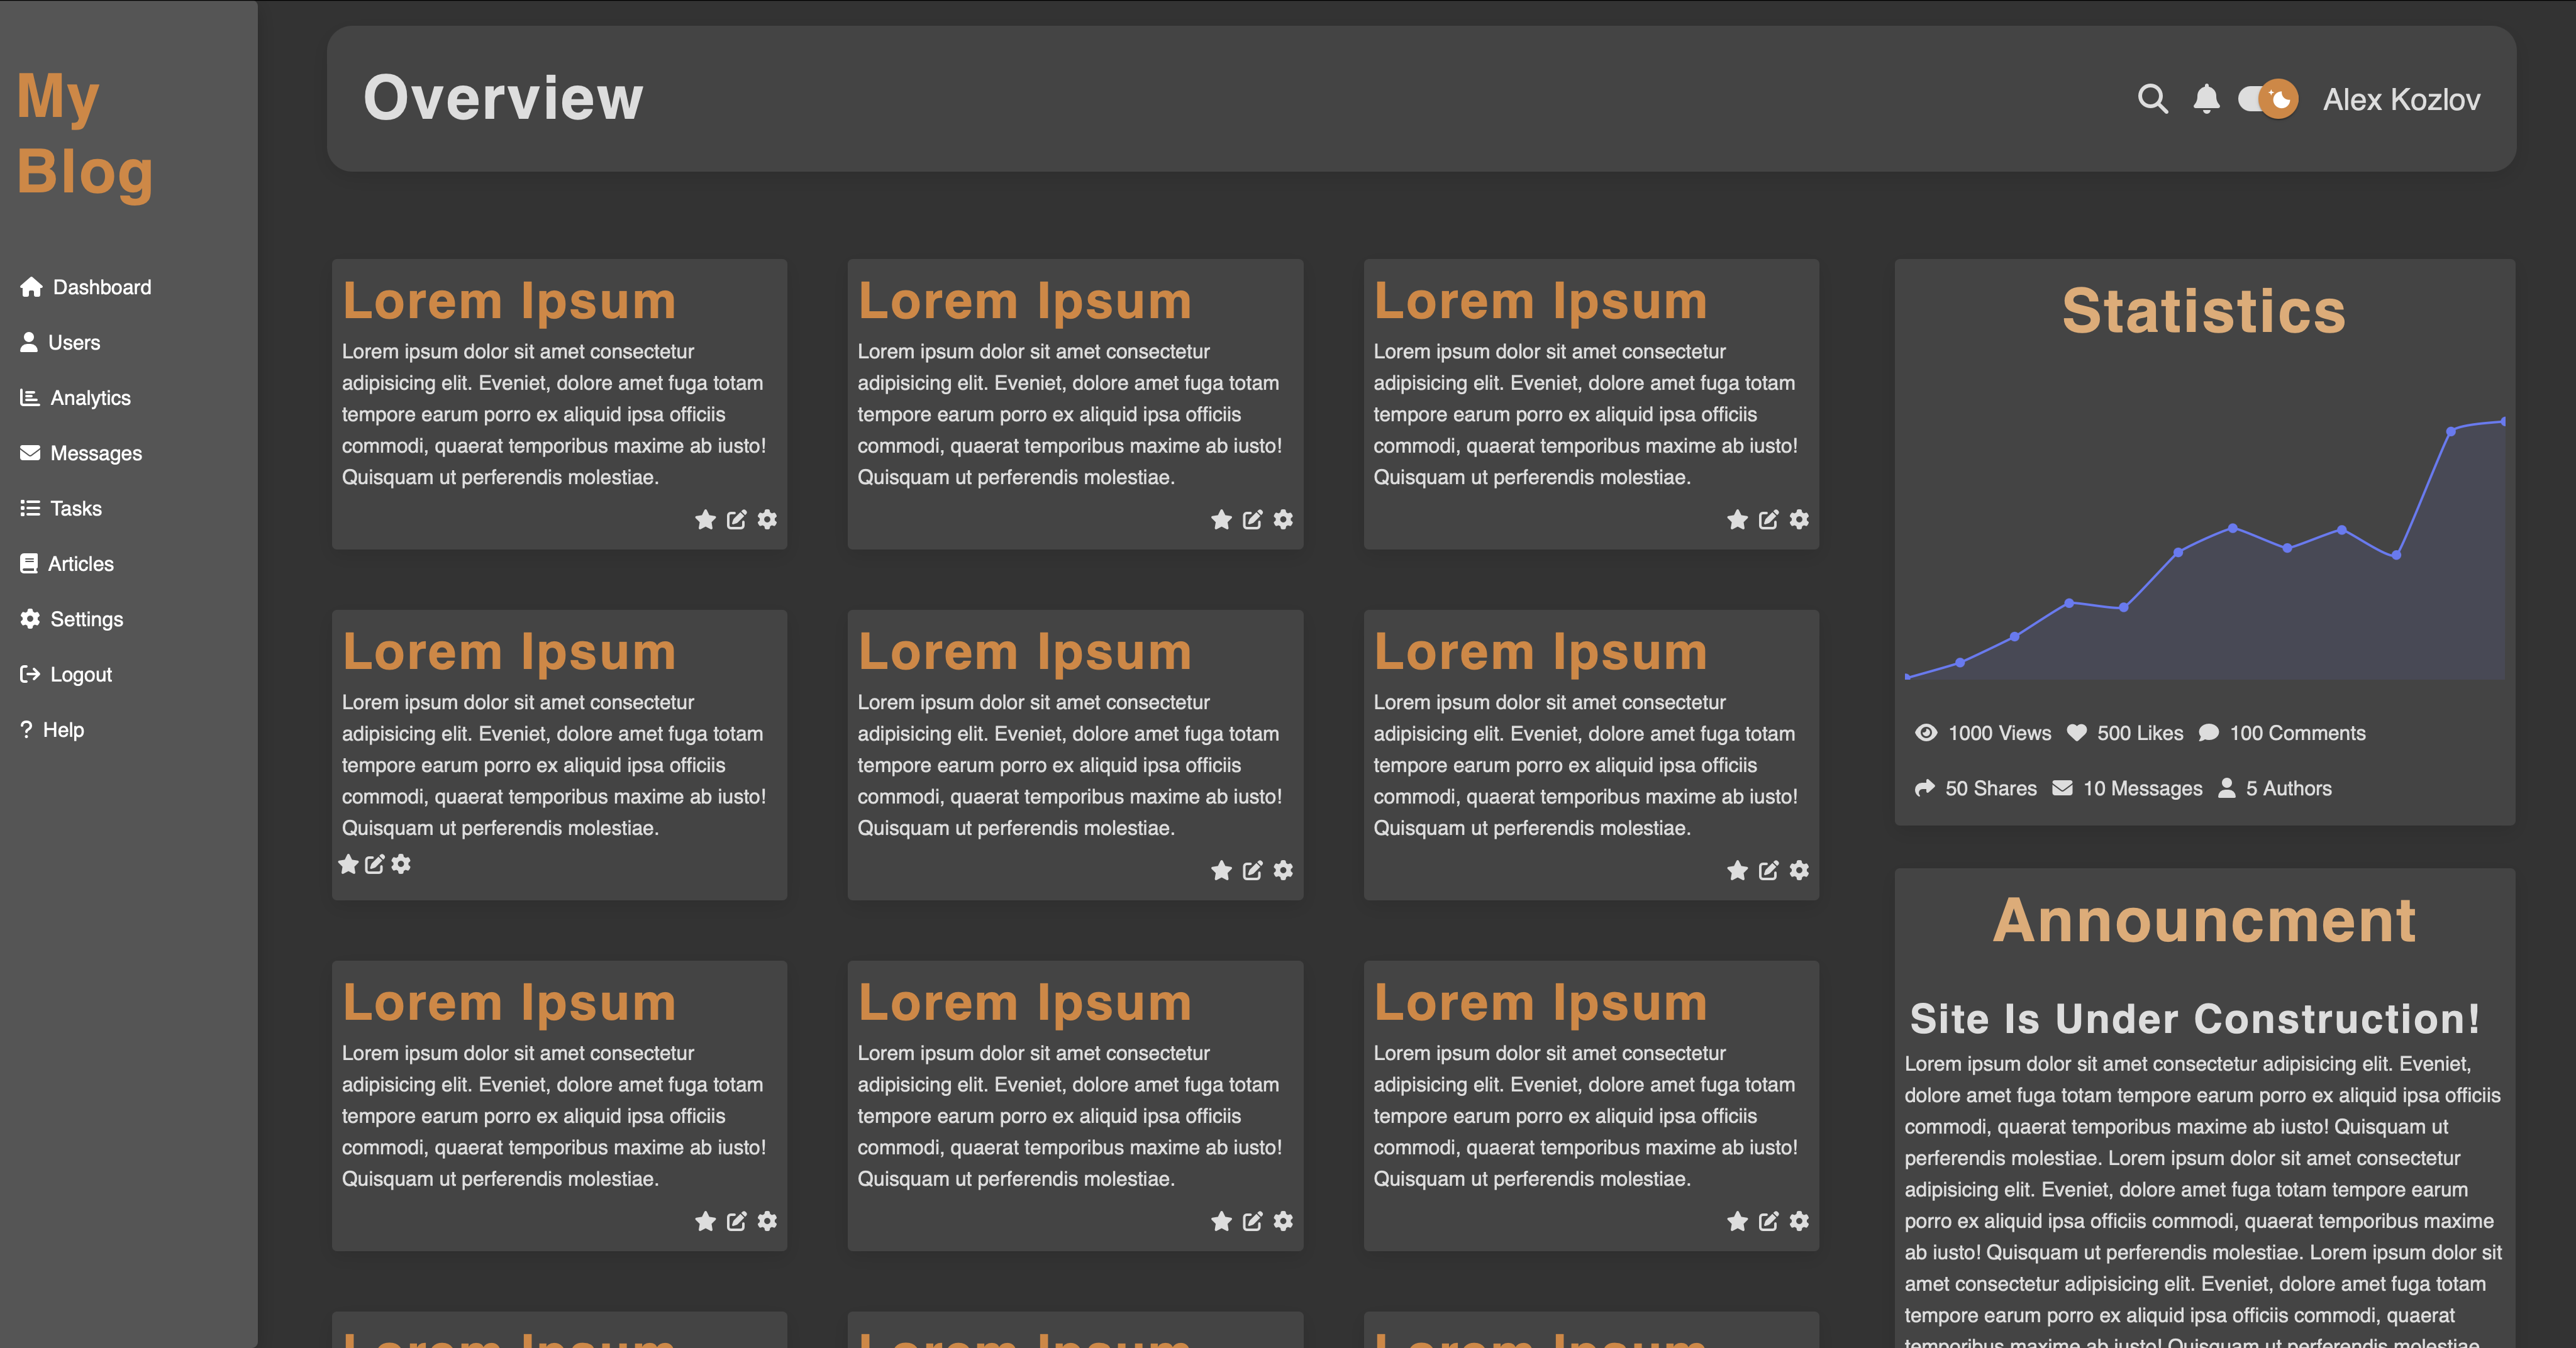 My
Blog
Dashboard
Users
Analytics
Messages
Tasks
Articles
Settings
Logout
? Help
Overview
Alex Kozlov
Lorem Ipsum
Lorem ipsum dolor sit amet consectetur
adipisicing elit. Eveniet, dolore amet fuga totam
tempore earum porro ex aliquid ipsa officiis
commodi, quaerat temporibus maxime ab iusto!
Quisquam ut perferendis molestiae.
Lorem Ipsum
Lorem ipsum dolor sit amet consectetur
adipisicing elit. Eveniet, dolore amet fuga totam
tempore earum porro ex aliquid ipsa officiis
commodi, quaerat temporibus maxime ab iusto!
Quisquam ut perferendis molestiae.
Lorem Ipsum
Lorem ipsum dolor sit amet consectetur
adipisicing elit. Eveniet, dolore amet fuga totam
tempore earum porro ex aliquid ipsa officiis
commodi, quaerat temporibus maxime ab iusto!
Quisquam ut perferendis molestiae.
Lorem Ipsum
Lorem ipsum dolor sit amet consectetur
adipisicing elit. Eveniet, dolore amet fuga totam
tempore earum porro ex aliquid ipsa officiis
commodi, quaerat temporibus maxime ab iusto!
Quisquam ut perferendis molestiae.
Lorem Ipsum
Lorem ipsum dolor sit amet consectetur
adipisicing elit. Eveniet, dolore amet fuga totam
tempore earum porro ex aliquid ipsa officiis
commodi, quaerat temporibus maxime ab iusto!
Quisquam ut perferendis molestiae.
Lorem Ipsum
Lorem ipsum dolor sit amet consectetur
adipisicing elit. Eveniet, dolore amet fuga totam
tempore earum porro ex aliquid ipsa officiis
commodi, quaerat temporibus maxime ab iusto!
Quisquam ut perferendis molestiae.
Lorem Ipsum
Lorem ipsum dolor sit amet consectetur
adipisicing elit. Eveniet, dolore amet fuga totam
tempore earum porro ex aliquid ipsa officiis
commodi, quaerat temporibus maxime ab iusto!
Quisquam ut perferendis molestiae.
Lorem Ipsum
Lorem ipsum dolor sit amet consectetur
adipisicing elit. Eveniet, dolore amet fuga totam
tempore earum porro ex aliquid ipsa officiis
commodi, quaerat temporibus maxime ab iusto!
Quisquam ut perferendis molestiae.
Lorem Ipsum
Lorem ipsum dolor sit amet consectetur
adipisicing elit. Eveniet, dolore amet fuga totam
tempore earum porro ex aliquid ipsa officiis
commodi, quaerat temporibus maxime ab iusto!
Quisquam ut perferendis molestiae.
Lorem Ipsum
Lorem Ipsum
Lorem Ipsum
Statistics
1000 Views 500 Likes 100 Comments
50 Shares 10 Messages 5 Authors
Announcment
Site Is Under Construction!
Lorem ipsum dolor sit amet consectetur adipisicing elit. Eveniet,
dolore amet fuga totam tempore earum porro ex aliquid ipsa officiis
commodi, quaerat temporibus maxime ab iusto! Quisquam ut
perferendis molestiae. Lorem ipsum dolor sit amet consectetur
adipisicing elit. Eveniet, dolore amet fuga totam tempore earum
porro ex aliquid ipsa officiis commodi, quaerat temporibus maxime
ab iusto! Quisquam ut perferendis molestiae. Lorem ipsum dolor sit
amet consectetur adipisicing elit. Eveniet, dolore amet fuga totam
tempore earum porro ex aliquid ipsa officiis commodi, quaerat
temporibus maxime ab iusto! Quisquam ut perferendis molestiae.